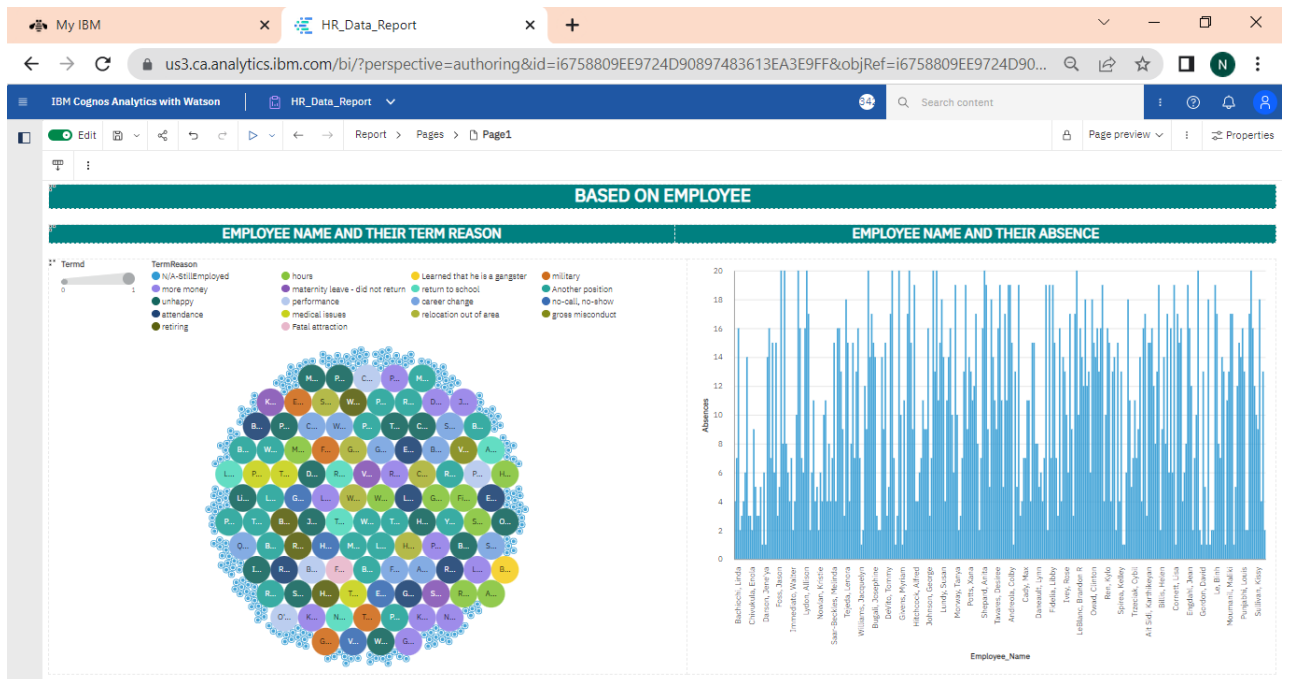 My IBM
HR_Data_Report
us3.ca.analytics.ibm.com/bi/?perspective=authoring&id=i6758809EE9724D90897483613EA3E9FF&objRef=i6758809EE9724D90...
N
IBM Cognos Analytics with Watson
HR_Data_Report
Search content
Edit
Report > Pages > Page1
Page preview
Properties
BASED ON EMPLOYEE
EMPLOYEE NAME AND THEIR TERM REASON
EMPLOYEE NAME AND THEIR ABSENCE
Termd
0 1
TermReason
N/A-StillEmployed hours Learned that he is a gangster military
more money maternity leave - did not return return to school Another position
unhappy performance career change no-call, no-show
attendance medical issues relocation out of area gross misconduct
retiring Fatal attraction
M... P... C... P... M...
K... E... S... W... P... R... D... J...
B... P... C... W... P... T... C... S... B...
Absences
20
18
16
14
12
10
8
6
4
2
0
Bachiochi, Linda
Chivukula, Enola
Darson, Jene'ya
Foss, Jason
Immediato, Walter
Lydon, Allison
Nowlan, Kristie
Saar-Beckles, Melinda
Tejeda, Lenora
Williams, Jacquelyn
Bugali, Josephine
DeVito, Tommy
Givens, Myriam
Hitchcock, Alfred
Johnson, George
Lundy, Susan
Monway, Tanya
Potts, Xana
Shepard, Anita
Tavares, Desiree
Andreola, Colby
Cady, Max
Daneault, Lynn
Fidelia, Libby
Ivey, Rose
LeBlanc, Brandon R
Owad, Clinton
Ren, Kylo
Spirea, Kelley
Trzeciak, Cybil
Ait Sidi, Karthikeyan
Billis, Helen
Correia, Lisa
Engdahl, Jean
Gordon, David
Le, Binh
Moumanil, Maliki
Punjabhi, Louis
Sullivan, Kissy
Employee_Name